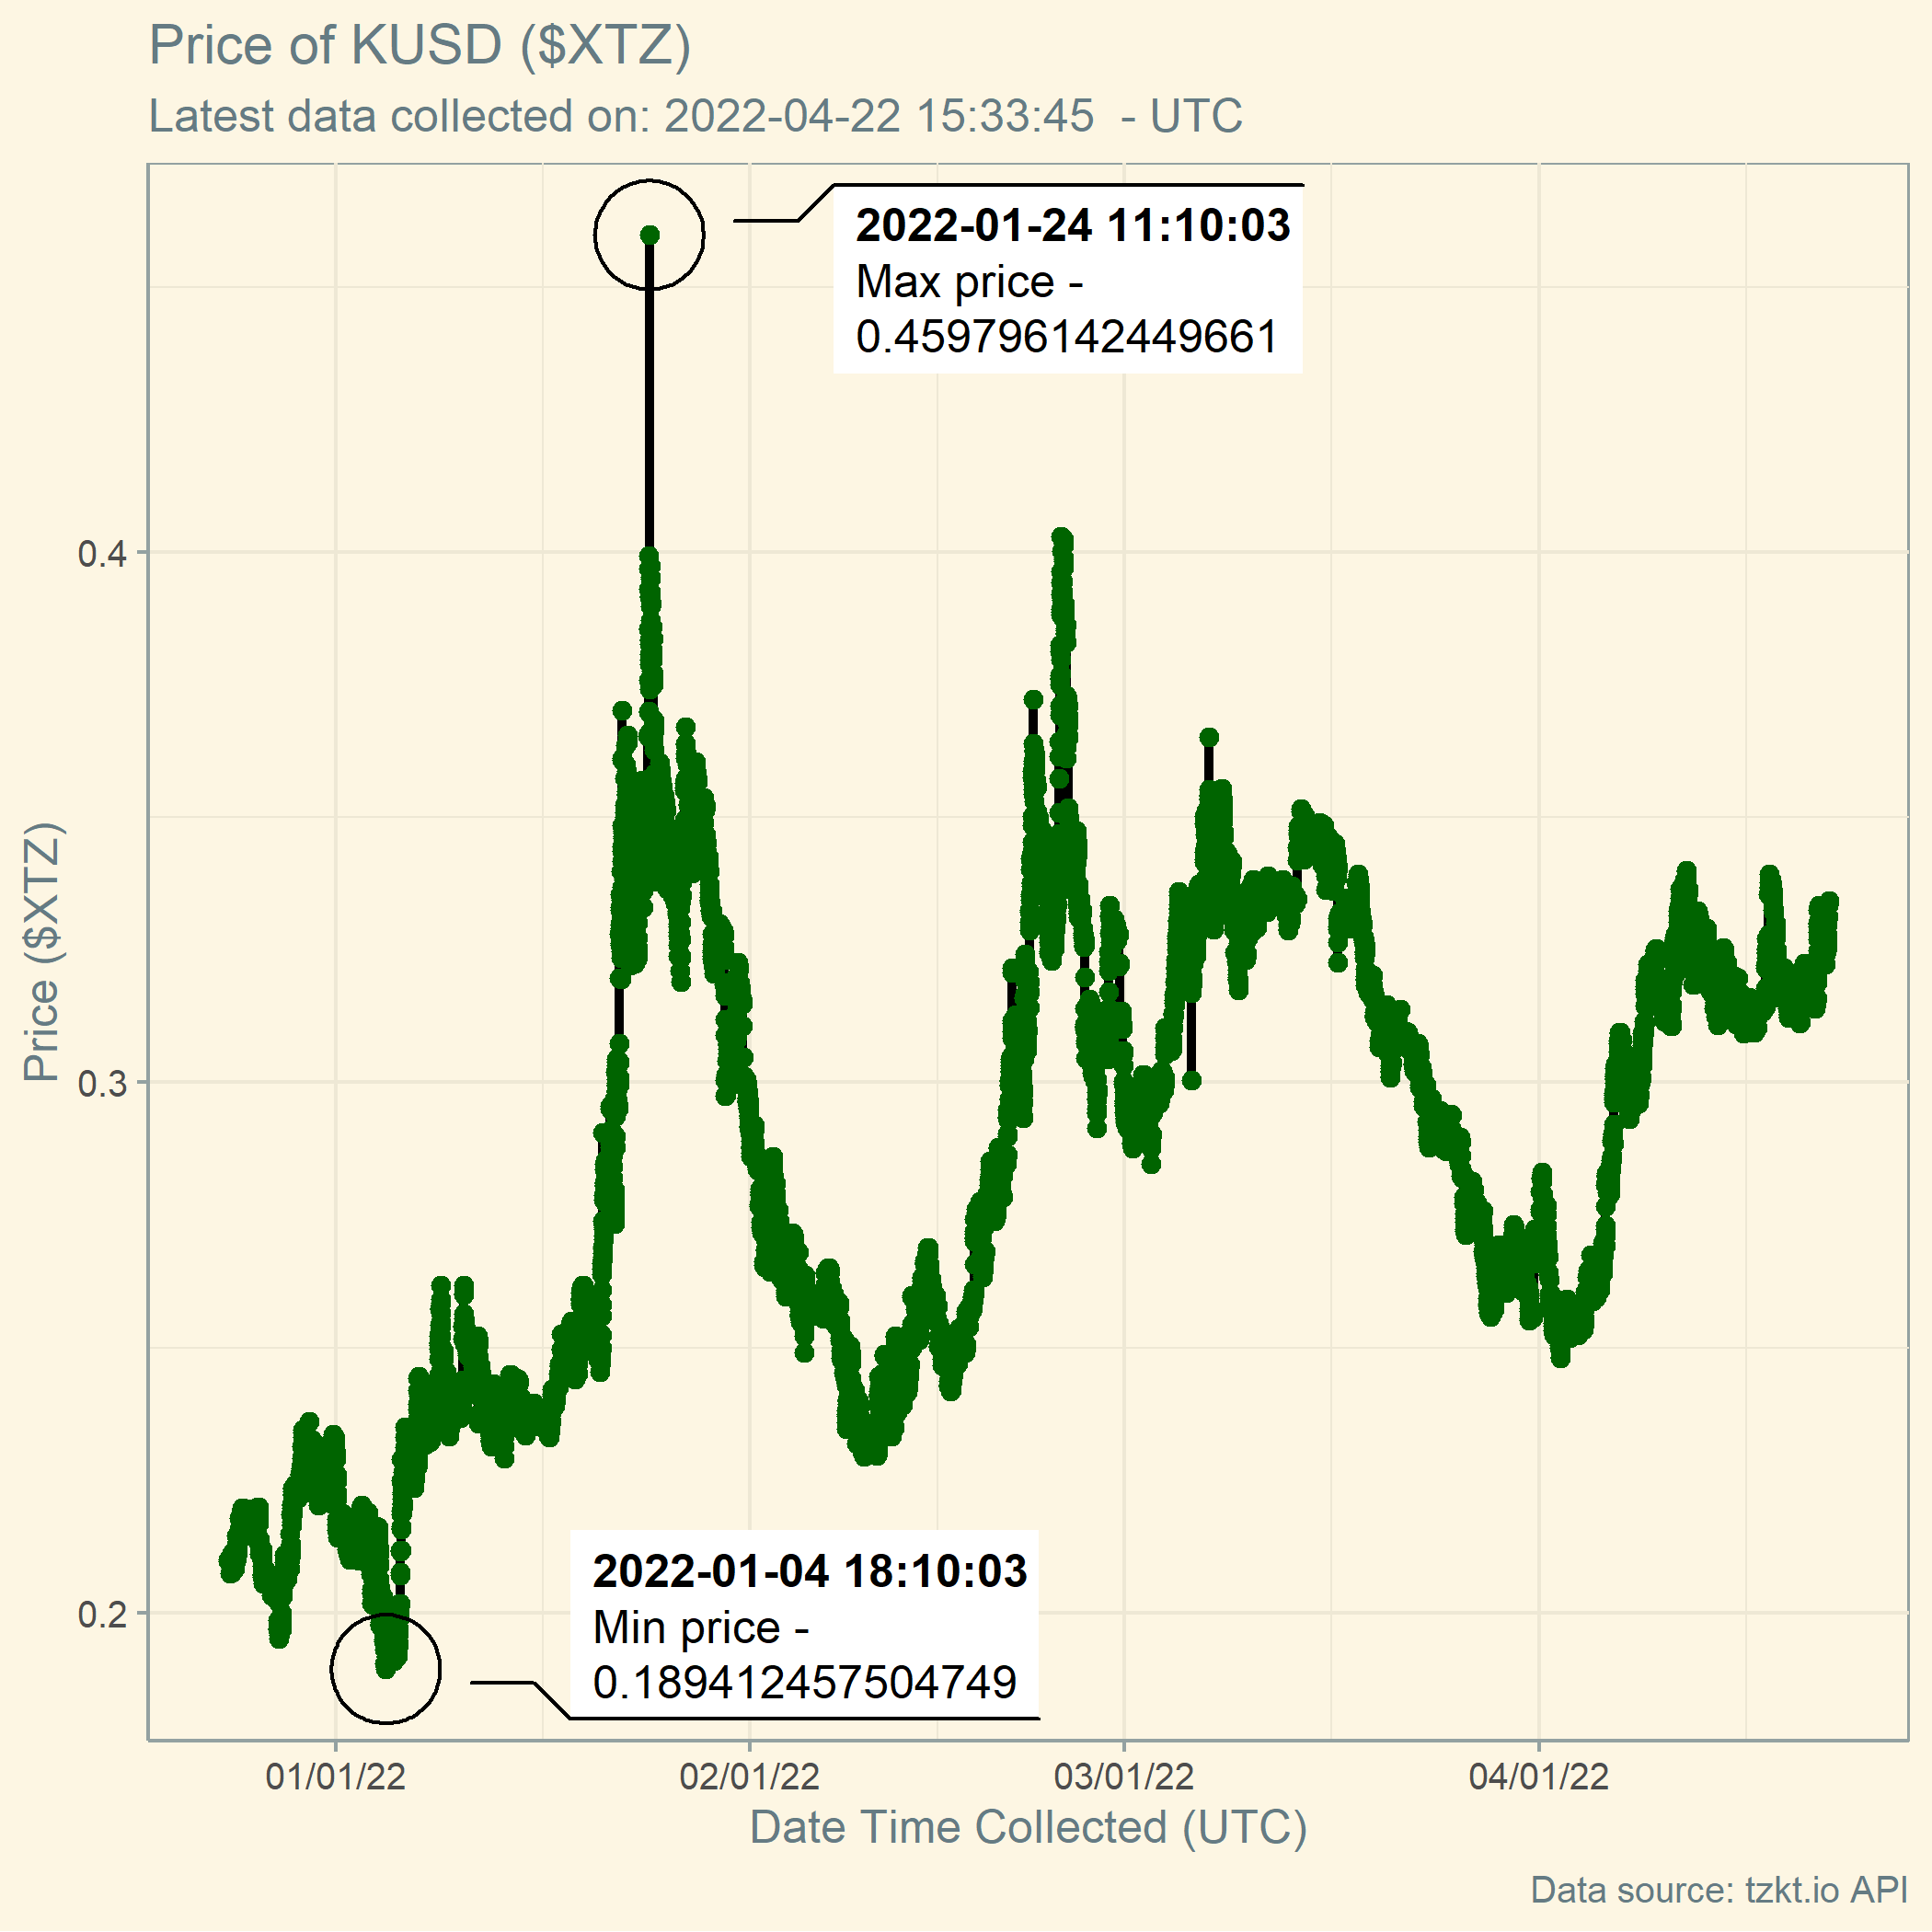 Price of KUSD ($XTZ)
Latest data collected on: 2022-04-22 15:33:45  - UTC
2022-01-24 11:10:03
Max price -
0.459796142449661
0.4
0.3
0.2
Price ($XTZ)
2022-01-04 18:10:03
Min price -
0.189412457504749
01/01/22
02/01/22
03/01/22
04/01/22
Date Time Collected (UTC)
Data source: tzkt.io API